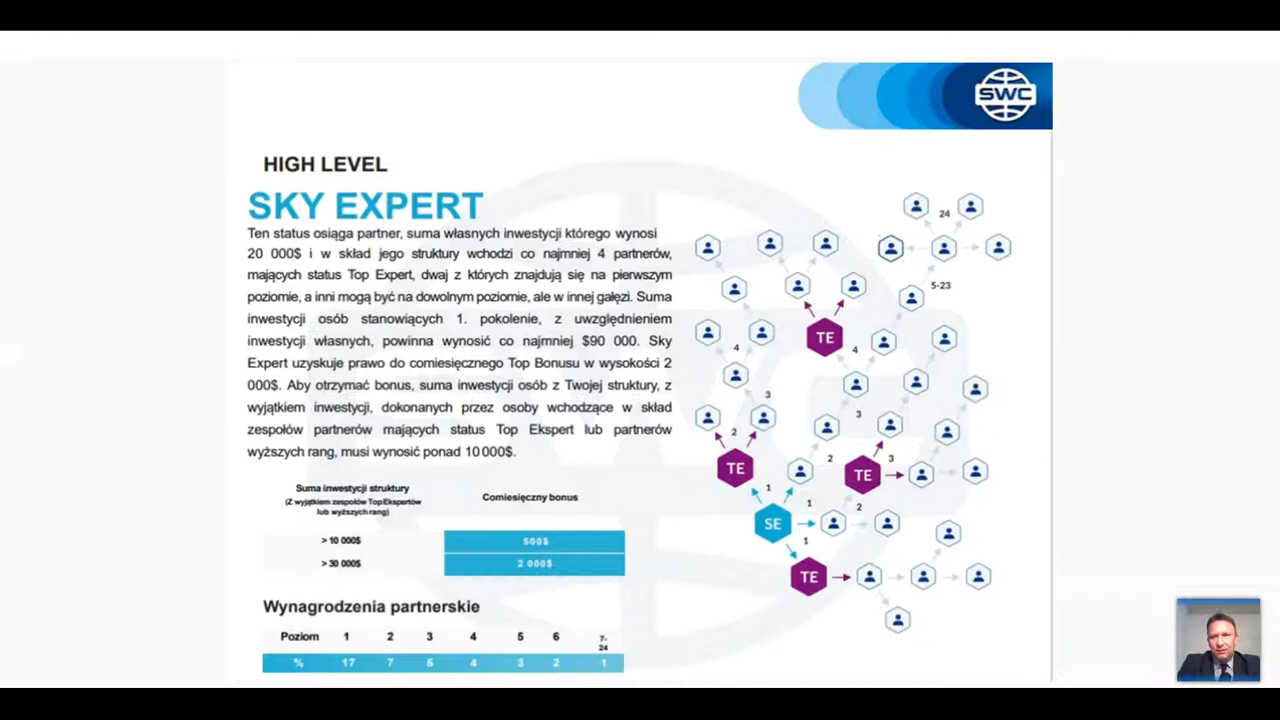 SWC
HIGH LEVEL
SKY EXPERT
Ten status osiąga partner, suma własnych inwestycji którego wynosi
20 000$ i w skład jego struktury wchodzi co najmniej 4 partnerów,
mających status Top Expert, dwaj z których znajdują się na pierwszym
poziomie, a inni mogą być na dowolnym poziomie, ale w innej gałęzi. Suma
inwestycji osób stanowiących 1. pokolenie, z uwzględnieniem
inwestycji własnych, powinna wynosić co najmniej $90 000. Sky
Expert uzyskuje prawo do comiesięcznego Top Bonusu w wysokości 2
000$. Aby otrzymać bonus, suma inwestycji osób z Twojej struktury, z
wyjątkiem inwestycji, dokonanych przez osoby wchodzące w skład
zespołów partnerów mających status Top Ekspert lub partnerów
wyższych rang, musi wynosić ponad 10 000$.
Suma inwestycji struktury
(Z wyjątkiem zespołów Top Ekspertów
lub wyższych rang)
Comiesięczny bonus
> 10 000$ 500$
> 30 000$ 2 000$
Wynagrodzenia partnerskie
Poziom 1 2 3 4 5 6 7-24
% 17 7 5 4 3 2 1
24
5-23
TE
4
4
3
3
2
TE
2
TE
3
1
1
2
SE
1
TE